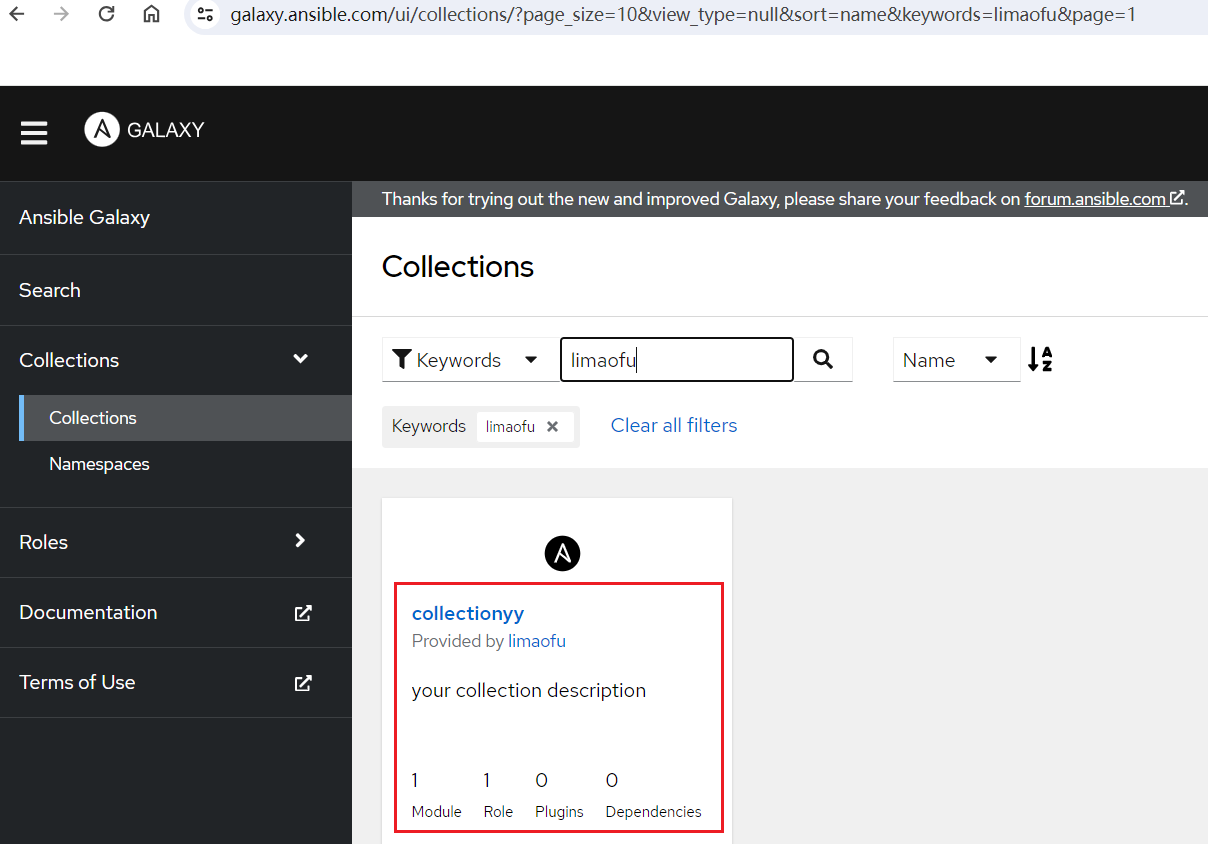 galaxy.ansible.com/ui/collections/?page_size=10&view_type=null&sort=name&keywords=limaofu&page=1
GALAXY
Ansible Galaxy
Thanks for trying out the new and improved Galaxy, please share your feedback on forum.ansible.com.
Search
Collections
Collections
Namespaces
Roles
Documentation
Terms of Use
Collections
Keywords limaofu Name
Keywords limaofu Clear all filters
collectionyy
Provided by limaofu
your collection description
1 1 0 0
Module Role Plugins Dependencies